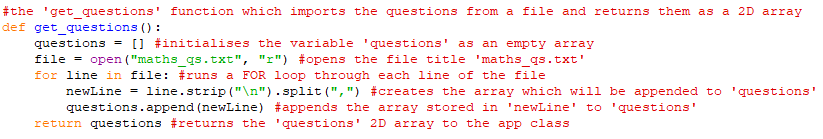 #the 'get_questions' function which imports the questions from a file and returns them as a 2D array
def get_questions():
    questions = [] #initialises the variable 'questions' as an empty array
    file = open("maths_qs.txt", "r") #opens the file title 'maths_qs.txt'
    for line in file: #runs a FOR loop through each line of the file
        newLine = line.strip("\n").split(",") #creates the array which will be appended to 'questions'
        questions.append(newLine) #appends the array stored in 'newLine' to 'questions'
    return questions #returns the 'questions' 2D array to the app class